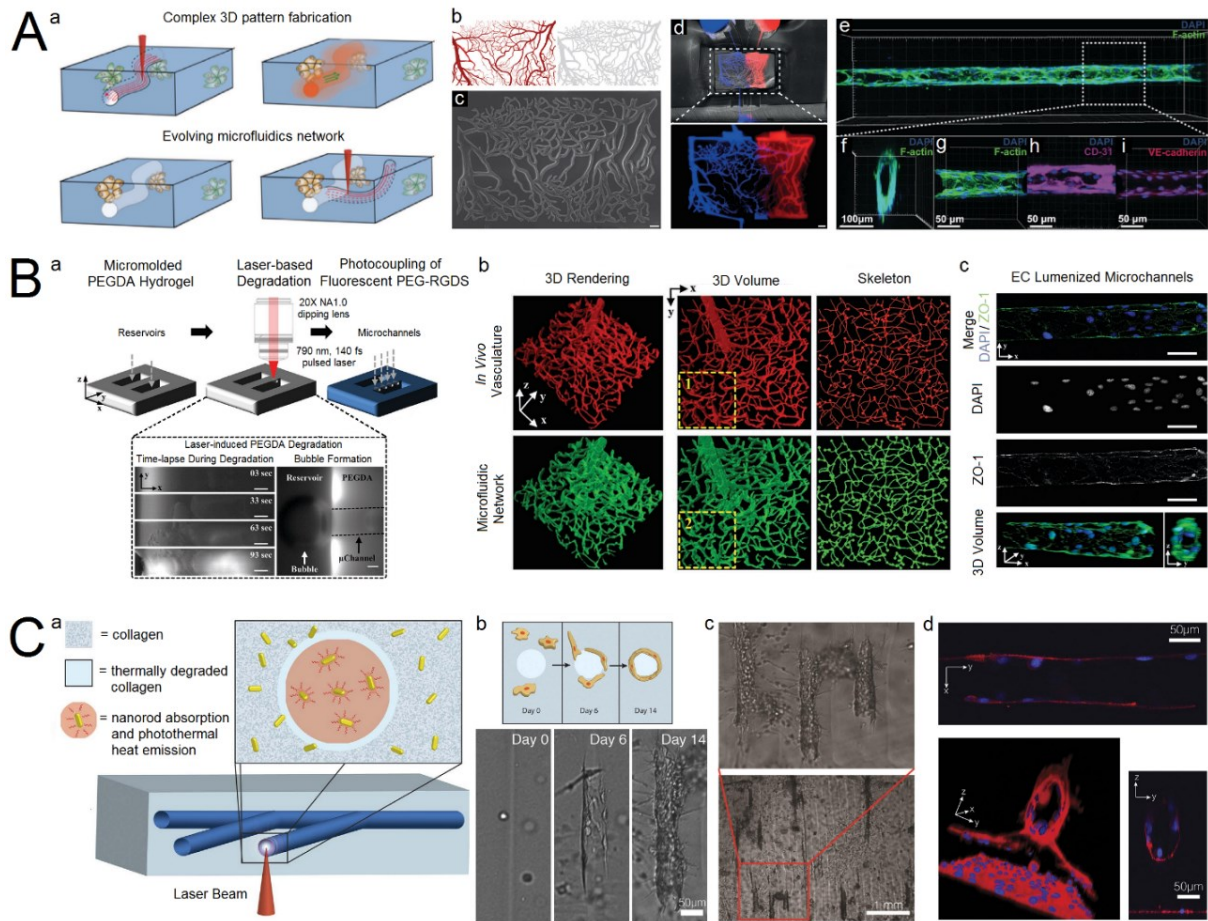 A
a
Complex 3D pattern fabrication
Evolving microfluidics network
b
c
d
e
DAPI
F-actin
f
DAPI
F-actin
100μm
g
DAPI
F-actin
50 μm
h
DAPI
CD-31
50 μm
i
DAPI
VE-cadherin
50 μm
B
a
Micromolded
PEGDA Hydrogel
Laser-based
Degradation
Photocoupling of
Fluorescent PEG-RGDS
Reservoirs
20X NA1.0
dipping lens
790 nm, 140 fs
pulsed laser
Microchannels
z
y
x
Laser-induced PEGDA Degradation
Time-lapse During Degradation
Bubble Formation
y
x
03 sec
33 sec
63 sec
93 sec
Reservoir
PEGDA
Bubble
μChannel
b
3D Rendering
3D Volume
Skeleton
x
y
In Vivo
Vasculature
z
y
x
1
Microfluidic
Network
2
c
EC Lumenized Microchannels
Merge
DAPI/ ZO-1
y
x
DAPI
ZO-1
3D Volume
z
y
x
z
y
C
a
= collagen
= thermally degraded
collagen
= nanorod absorption
and photothermal
heat emission
Laser Beam
b
Day 0
Day 6
Day 14
Day 0
Day 6
Day 14
50μm
c
1 mm
d
50μm
y
x
z
x
y
z
y
50μm